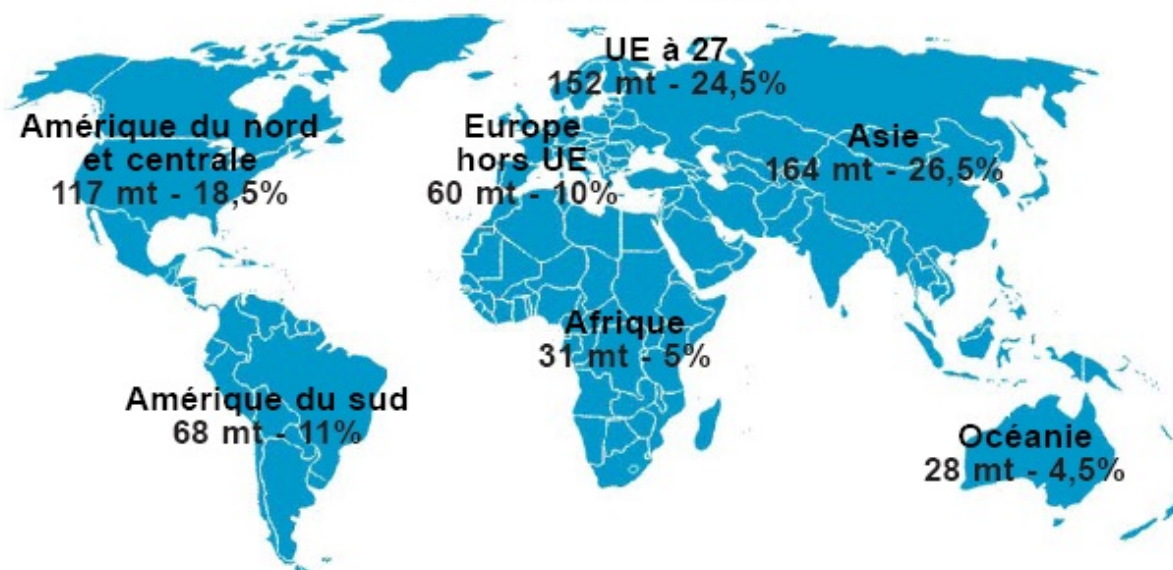 UE à 27
152 mt - 24,5%
Amérique du nord
et centrale
117 mt - 18,5%
Europe
hors UE
60 mt - 10%
Asie
164 mt - 26,5%
Afrique
31 mt - 5%
Amérique du sud
68 mt - 11%
Océanie
28 mt - 4,5%